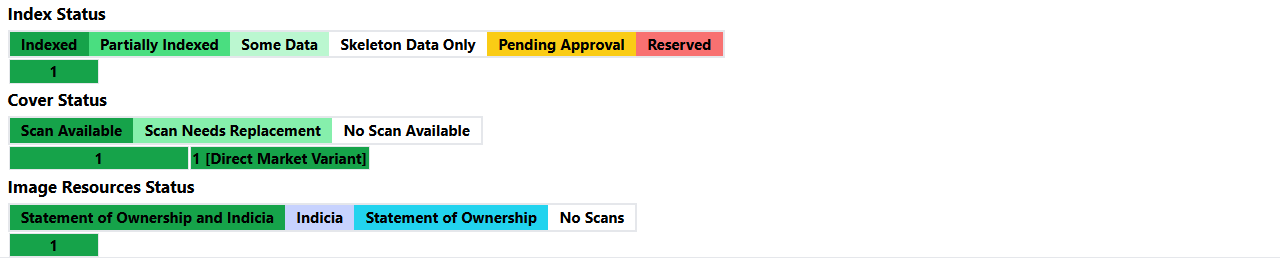 Index Status
Indexed Partially Indexed Some Data Skeleton Data Only Pending Approval Reserved
1
Cover Status
Scan Available Scan Needs Replacement No Scan Available
1 1 [Direct Market Variant]
Image Resources Status
Statement of Ownership and Indicia Indicia Statement of Ownership No Scans
1